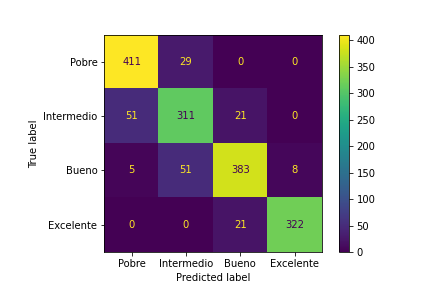 Pobre 411 29 0 0
Intermedio 51 311 21 0
Bueno 5 51 383 8
Excelente 0 0 21 322
Pobre Intermedio Bueno Excelente
Predicted label
True label
400
350
300
250
200
150
100
50
0